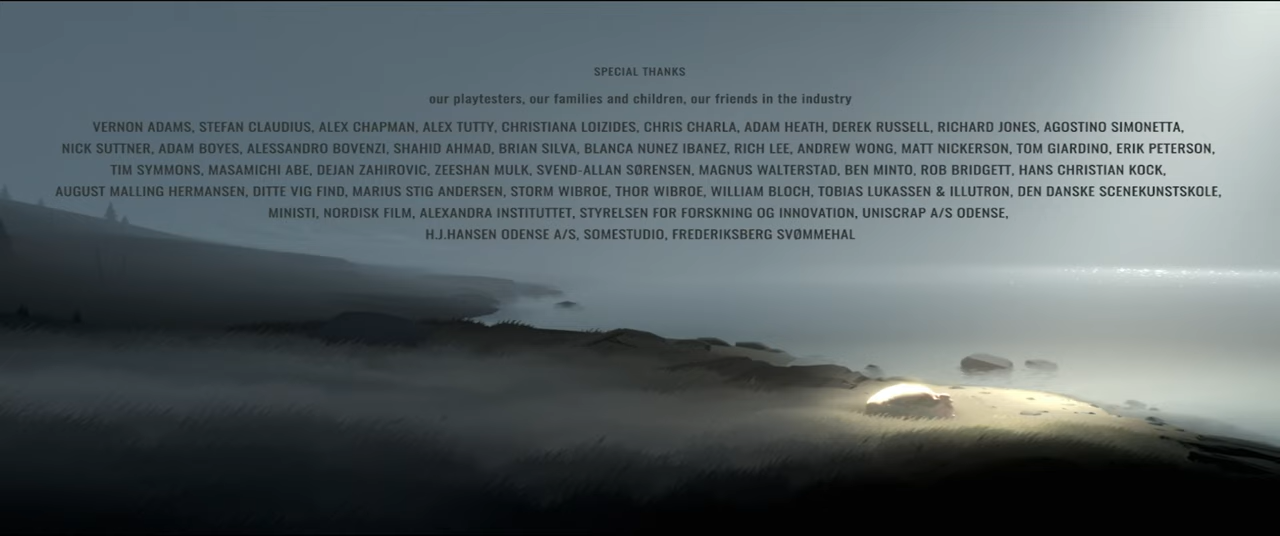 SPECIAL THANKS
our playtesters, our families and children, our friends in the industry
VERNON ADAMS, STEFAN CLAUDIUS, ALEX CHAPMAN, ALEX TUTTY, CHRISTIANA LOIZIDES, CHRIS CHARLA, ADAM HEATH, DEREK RUSSELL, RICHARD JONES, AGOSTINO SIMONETTA,
NICK SUTTNER, ADAM BOYES, ALESSANDRO BOVENZI, SHAHID AHMAD, BRIAN SILVA, BLANCA NUNEZ IBANEZ, RICH LEE, ANDREW WONG, MATT NICKERSON, TOM GIARDINO, ERIK PETERSON,
TIM SYMMONS, MASAMICHI ABE, DEJAN ZAHIROVIC, ZEESHAN MULK, SVEND-ALLAN SØRENSEN, MAGNUS WALTERSTAD, BEN MINTO, ROB BRIDGETT, HANS CHRISTIAN KOCK,
AUGUST MALLING HERMANSEN, DITTE VIG FIND, MARIUS STIG ANDERSEN, STORM WIBROE, THOR WIBROE, WILLIAM BLOCH, TOBIAS LUKASSEN & ILLUTRON, DEN DANSKE SCENEKUNSTSKOLE,
MINISTI, NORDISK FILM, ALEXANDRA INSTITUTTET, STYRELSEN FOR FORSKNING OG INNOVATION, UNISCRAP A/S ODENSE,
H.J.HANSEN ODENSE A/S, SOMESTUDIO, FREDERIKSBERG SVØMMEHAL